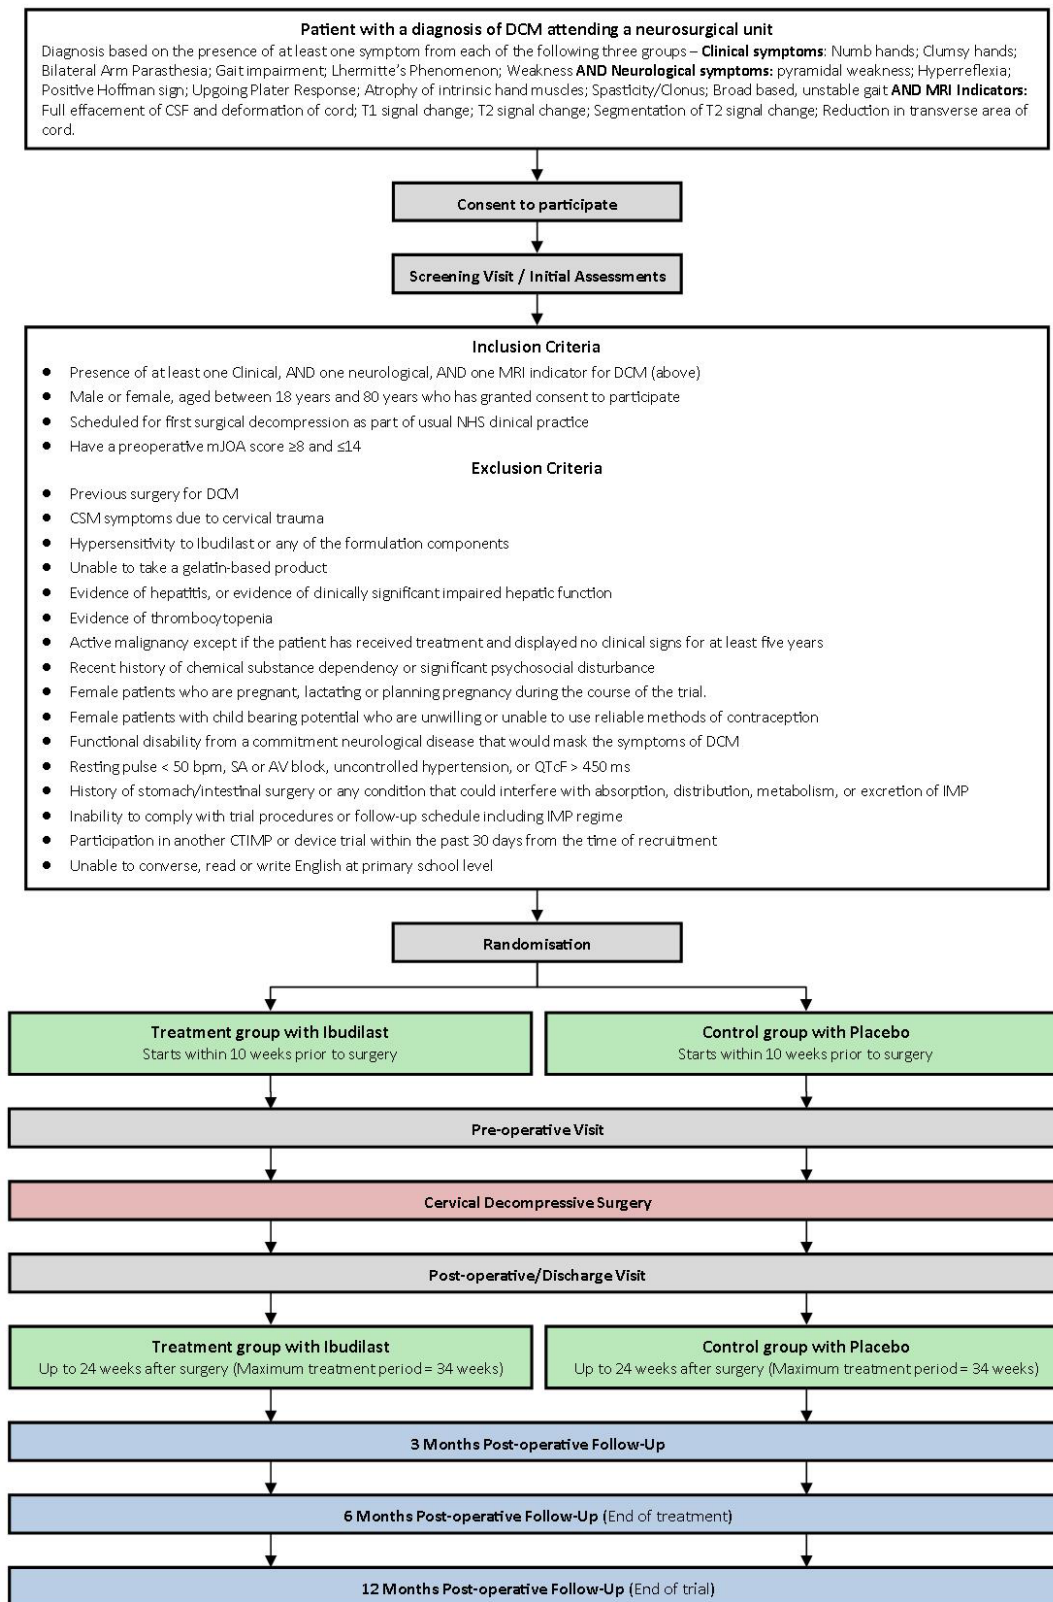 Patient with a diagnosis of DCM attending a neurosurgical unit
Diagnosis based on the presence of at least one symptom from each of the following three groups – Clinical symptoms: Numb hands; Clumsy hands;
Bilateral Arm Parasthesia; Gait impairment; Lhermitte's Phenomenon; Weakness AND Neurological symptoms: pyramidal weakness; Hyperreflexia;
Positive Hoffman sign; Upgoing Plater Response; Atrophy of intrinsic hand muscles; Spasticity/Clonus; Broad based, unstable gait AND MRI Indicators:
Full effacement of CSF and deformation of cord; T1 signal change; T2 signal change; Segmentation of T2 signal change; Reduction in transverse area of
cord.
Consent to participate
Screening Visit / Initial Assessments
Inclusion Criteria
● Presence of at least one Clinical, AND one neurological, AND one MRI indicator for DCM (above)
● Male or female, aged between 18 years and 80 years who has granted consent to participate
● Scheduled for first surgical decompression as part of usual NHS clinical practice
● Have a preoperative mJOA score ≥8 and ≤14
Exclusion Criteria
● Previous surgery for DCM
● CSM symptoms due to cervical trauma
● Hypersensitivity to Ibudilast or any of the formulation components
● Unable to take a gelatin-based product
● Evidence of hepatitis, or evidence of clinically significant impaired hepatic function
● Evidence of thrombocytopenia
● Active malignancy except if the patient has received treatment and displayed no clinical signs for at least five years
● Recent history of chemical substance dependency or significant psychosocial disturbance
● Female patients who are pregnant, lactating or planning pregnancy during the course of the trial.
● Female patients with child bearing potential who are unwilling or unable to use reliable methods of contraception
● Functional disability from a commitment neurological disease that would mask the symptoms of DCM
● Resting pulse < 50 bpm, SA or AV block, uncontrolled hypertension, or QTcF > 450 ms
● History of stomach/intestinal surgery or any condition that could interfere with absorption, distribution, metabolism, or excretion of IMP
● Inability to comply with trial procedures or follow-up schedule including IMP regime
● Participation in another CTIMP or device trial within the past 30 days from the time of recruitment
● Unable to converse, read or write English at primary school level
Randomisation
Treatment group with Ibudilast
Starts within 10 weeks prior to surgery
Control group with Placebo
Starts within 10 weeks prior to surgery
Pre-operative Visit
Cervical Decompressive Surgery
Post-operative/Discharge Visit
Treatment group with Ibudilast
Up to 24 weeks after surgery (Maximum treatment period = 34 weeks)
Control group with Placebo
Up to 24 weeks after surgery (Maximum treatment period = 34 weeks)
3 Months Post-operative Follow-Up
6 Months Post-operative Follow-Up (End of treatment)
12 Months Post-operative Follow-Up (End of trial)